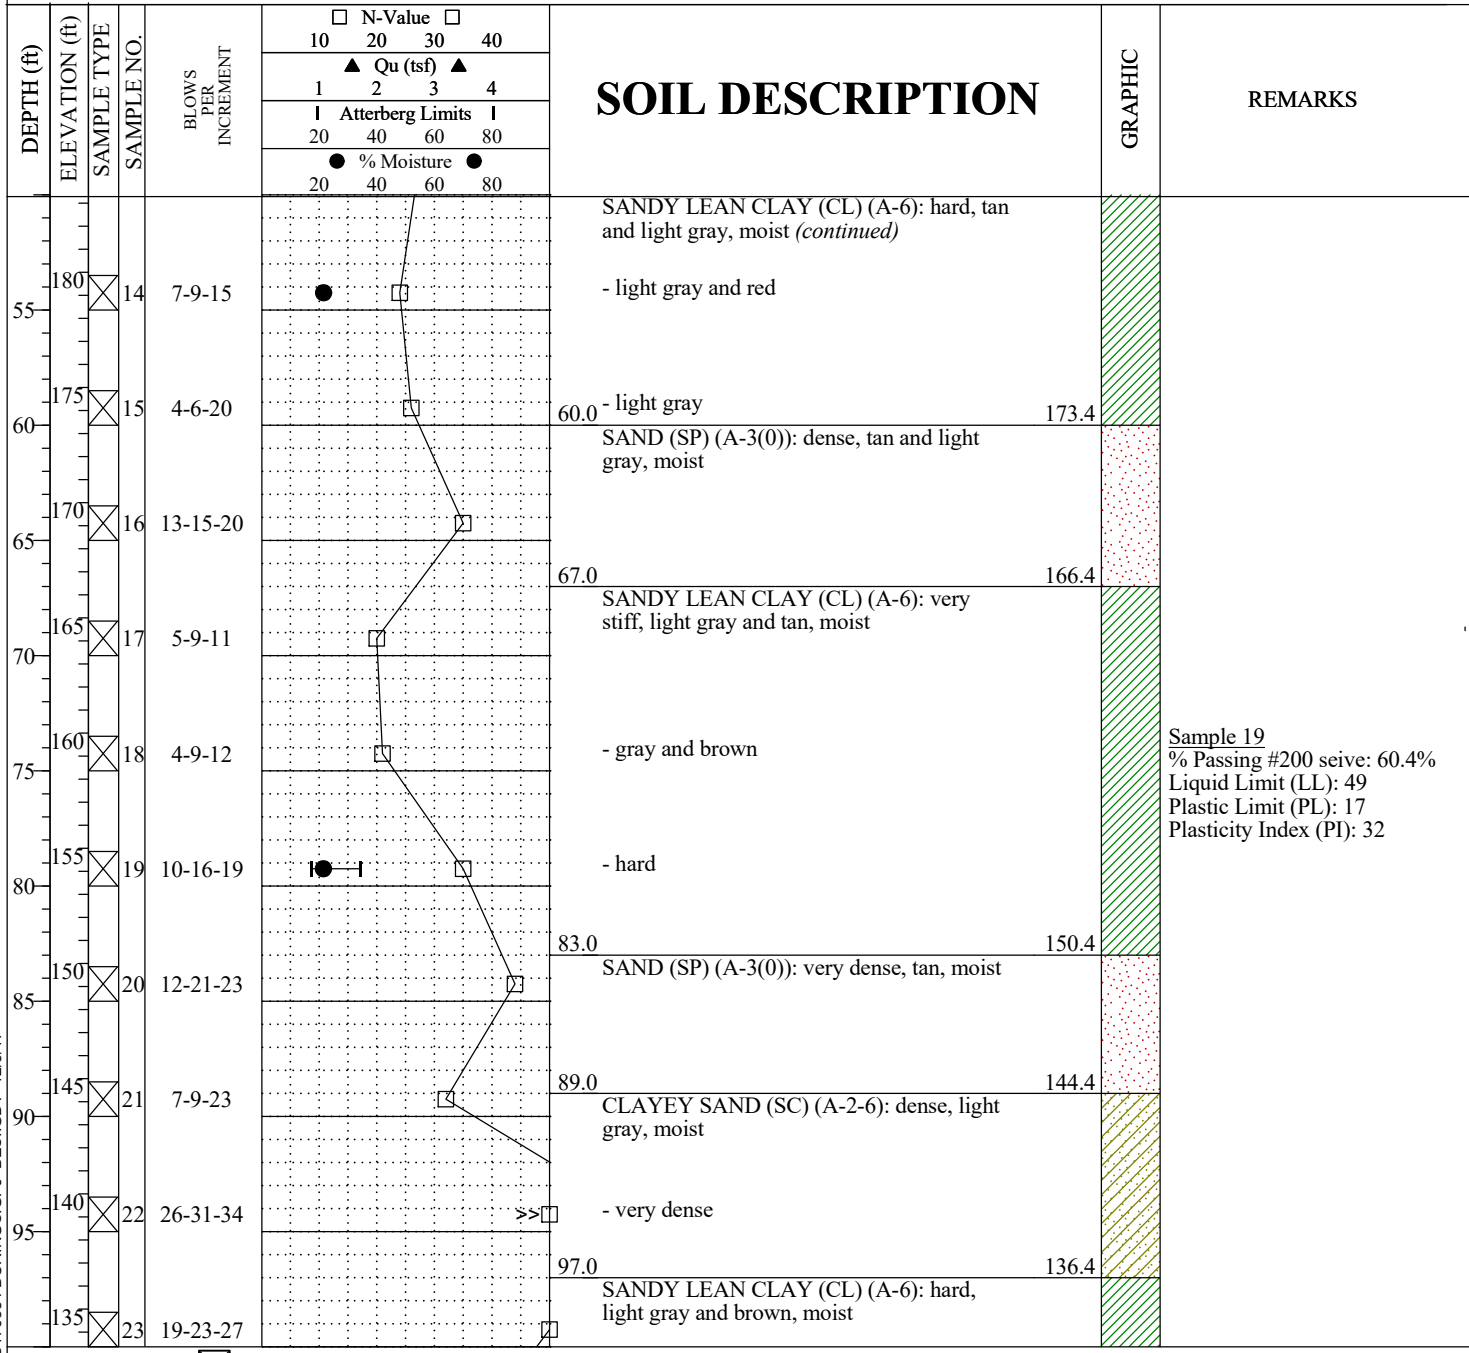 DEPTH (ft)
ELEVATION (ft)
SAMPLE TYPE
SAMPLE NO.
BLOWS
PER
INCREMENT
N-Value
10 20 30 40
▲ Qu (tsf) ▲
1 2 3 4
Atterberg Limits
20 40 60 80
● % Moisture ●
20 40 60 80
SOIL DESCRIPTION
GRAPHIC
REMARKS
SANDY LEAN CLAY (CL) (A-6): hard, tan
and light gray, moist (continued)
180 14 7-9-15 - light gray and red
55
175 15 4-6-20 - light gray
60 60.0 173.4
SAND (SP) (A-3(0)): dense, tan and light
gray, moist
170 16 13-15-20
65
67.0 166.4
SANDY LEAN CLAY (CL) (A-6): very
stiff, light gray and tan, moist
165 17 5-9-11
70
160 18 4-9-12 - gray and brown
75
Sample 19
% Passing #200 seive: 60.4%
Liquid Limit (LL): 49
Plastic Limit (PL): 17
Plasticity Index (PI): 32
155 19 10-16-19 - hard
80
83.0 150.4
SAND (SP) (A-3(0)): very dense, tan, moist
150 20 12-21-23
85
89.0 144.4
145 21 7-9-23
CLAYEY SAND (SC) (A-2-6): dense, light
gray, moist
90
140 22 26-31-34 >> - very dense
95
97.0 136.4
SANDY LEAN CLAY (CL) (A-6): hard,
light gray and brown, moist
135 23 19-23-27